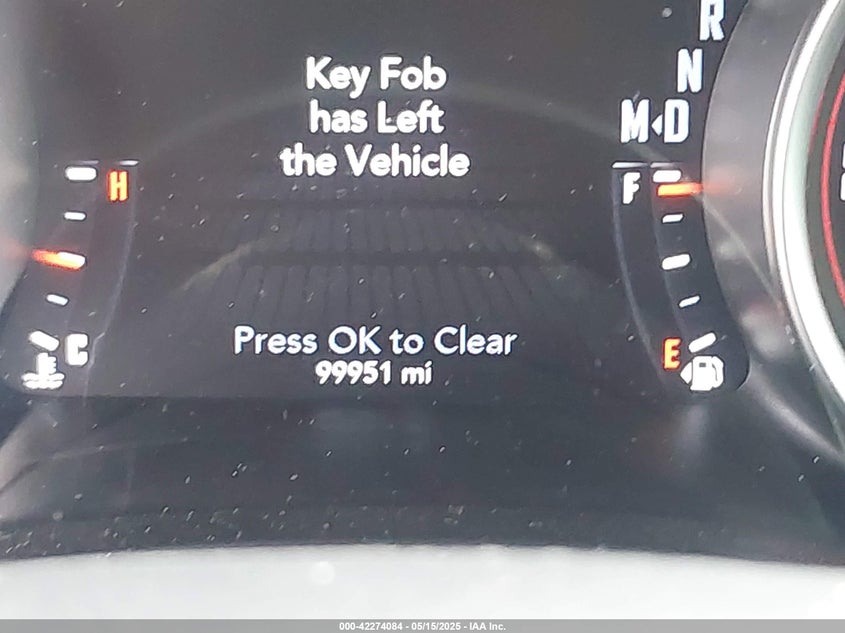 R
N
M◂D
Key Fob
has Left
the Vehicle
H
F
C
E
Press OK to Clear
99951 mi
000-42274084 - 05/15/2025 - IAA Inc.